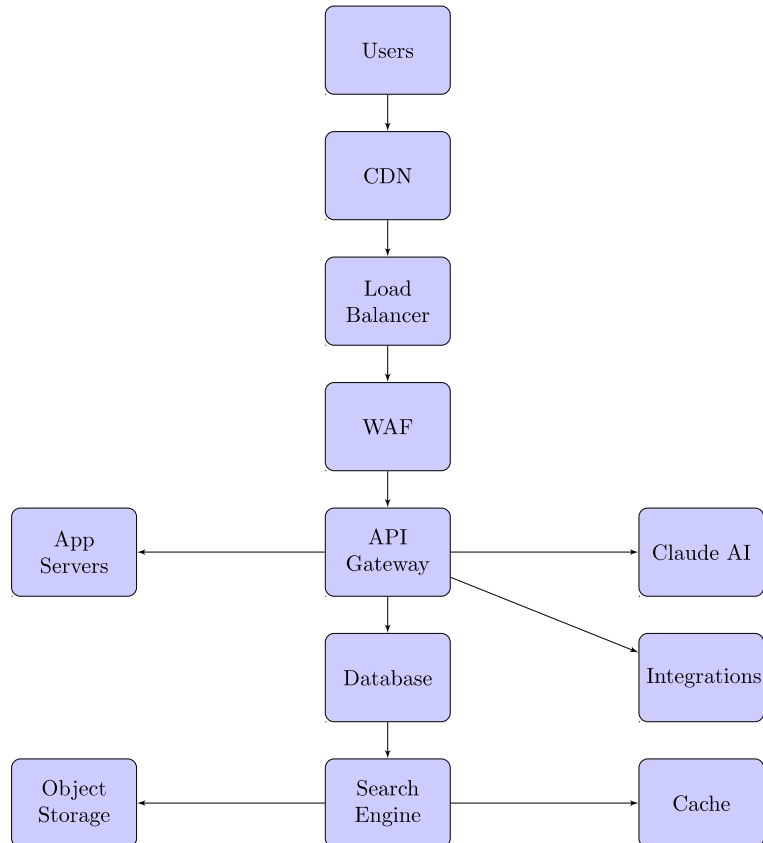 Users
CDN
Load
Balancer
WAF
App
Servers
API
Gateway
Claude AI
Database
Integrations
Object
Storage
Search
Engine
Cache